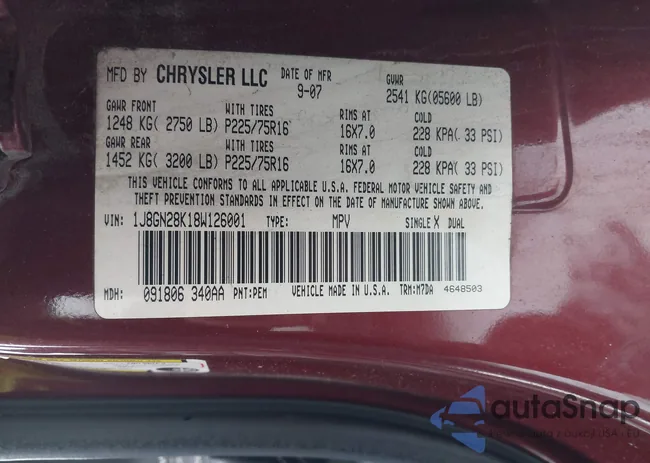 MFD BY CHRYSLER LLC DATE OF MFR GVWR
9-07 2541 KG(05600 LB)
GAWR FRONT WITH TIRES RIMS AT COLD
1248 KG( 2750 LB) P225/75R16 16X7.0 228 KPA( 33 PSI)
GAWR REAR WITH TIRES RIMS AT COLD
1452 KG( 3200 LB) P225/75R16 16X7.0 228 KPA( 33 PSI)
THIS VEHICLE CONFORMS TO ALL APPLICABLE U.S.A. FEDERAL MOTOR VEHICLE SAFETY AND
THEFT PREVENTION STANDARDS IN EFFECT ON THE DATE OF MANUFACTURE SHOWN ABOVE.
VIN: 1J8GN28K18W126001 TYPE: MPV SINGLE X DUAL
MDH: 091806 340AA PNT:PEM VEHICLE MADE IN U.S.A. TRM:M7DA 4648503
autoSnap